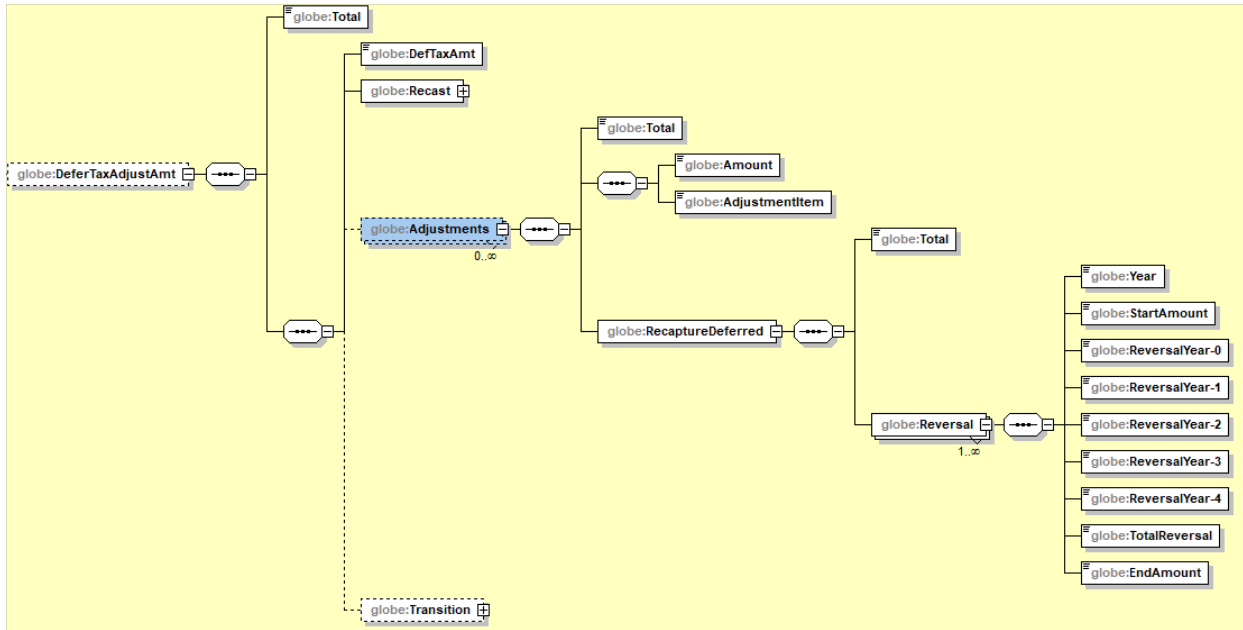 globe:Total
globe:DefTaxAmt
globe:Recast
globe:Total
globe:DeferTaxAdjustAmt
globe:Amount
globe:AdjustmentItem
globe:Adjustments
0..∞
globe:Total
globe:Year
globe:StartAmount
globe:RecaptureDeferred
globe:ReversalYear-0
globe:ReversalYear-1
globe:Reversal
1..∞
globe:ReversalYear-2
globe:ReversalYear-3
globe:ReversalYear-4
globe:TotalReversal
globe:EndAmount
globe:Transition